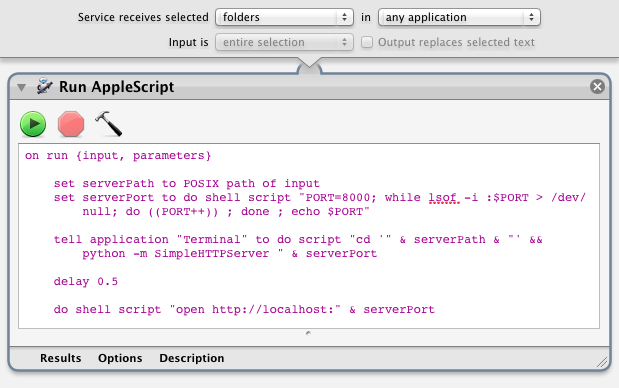 Service receives selected folders in any application
Input is entire selection Output replaces selected text
Run AppleScript
on run {input, parameters}
set serverPath to POSIX path of input
set serverPort to do shell script "PORT=8000; while lsof -i :$PORT > /dev/
null; do ((PORT++)) ; done ; echo $PORT"
tell application "Terminal" to do script "cd '" & serverPath & "' &&
python -m SimpleHTTPServer " & serverPort
delay 0.5
do shell script "open http://localhost:" & serverPort
Results Options Description